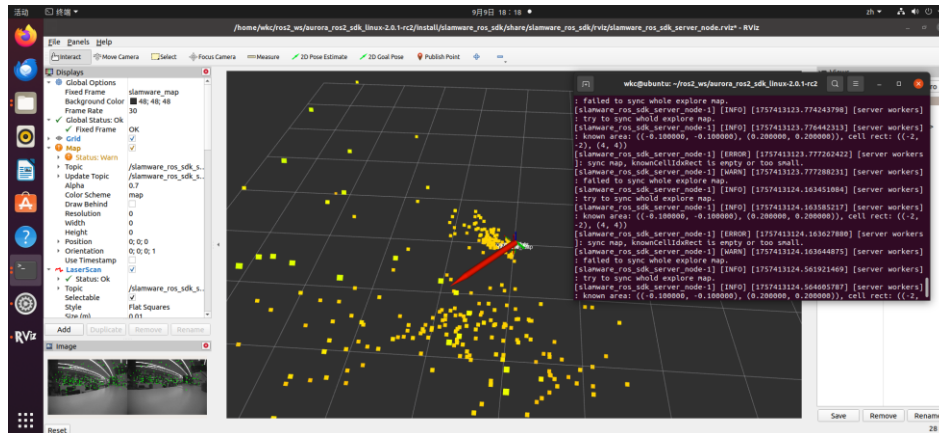 活动
终端
9月9日 18：18
zh
/home/wkc/ros2_ws/aurora_ros2_sdk_linux-2.0.1-rc2/install/slamware_ros_sdk/share/slamware_ros_sdk/rviz/slamware_ros_sdk_server_node.rviz* - RViz
File Panels Help
Interact
Move Camera
Select
Focus Camera
Measure
2D Pose Estimate
2D Goal Pose
Publish Point
Displays
Global Options
Fixed Frame slamware_map
Background Color 48; 48; 48
Frame Rate 30
Global Status: Ok
Fixed Frame OK
Grid
Map
Status: Warn
Topic /slamware_ros_sdk_s...
Update Topic /slamware_ros_sdk_s...
Alpha 0.7
Color Scheme map
Draw Behind
Resolution 0
Width 0
Height 0
Position 0; 0; 0
Orientation 0; 0; 0; 1
Use Timestamp
LaserScan
Status: Ok
Topic /slamware_ros_sdk_s...
Selectable
Style Flat Squares
Size (m) 0.01
Add Duplicate Remove Rename
Image
Reset
wkc@ubuntu: ~/ros2_ws/aurora_ros2_sdk_linux-2.0.1-rc2
: failed to sync whole explore map.
[slamware_ros_sdk_server_node-1] [INFO] [1757413123.774243798] [server workers]
: try to sync whold explore map.
[slamware_ros_sdk_server_node-1] [INFO] [1757413123.776442313] [server workers]
: known area: ((-0.100000, -0.100000), (0.200000, 0.200000)), cell rect: ((-2,
-2), (4, 4))
[slamware_ros_sdk_server_node-1] [ERROR] [1757413123.777262422] [server workers
]: sync map, knownCellIdxRect is empty or too small.
[slamware_ros_sdk_server_node-1] [WARN] [1757413123.777288231] [server workers]
: failed to sync whole explore map.
[slamware_ros_sdk_server_node-1] [INFO] [1757413124.163451084] [server workers]
: try to sync whold explore map.
[slamware_ros_sdk_server_node-1] [INFO] [1757413124.163585217] [server workers]
: known area: ((-0.100000, -0.100000), (0.200000, 0.200000)), cell rect: ((-2,
-2), (4, 4))
[slamware_ros_sdk_server_node-1] [ERROR] [1757413124.163627880] [server workers
]: sync map, knownCellIdxRect is empty or too small.
[slamware_ros_sdk_server_node-1] [WARN] [1757413124.163644875] [server workers]
: failed to sync whole explore map.
[slamware_ros_sdk_server_node-1] [INFO] [1757413124.561921469] [server workers]
: try to sync whold explore map.
[slamware_ros_sdk_server_node-1] [INFO] [1757413124.564605787] [server workers]
: known area: ((-0.100000, -0.100000), (0.200000, 0.200000)), cell rect: ((-2,
Save Remove Rename
28
RViz